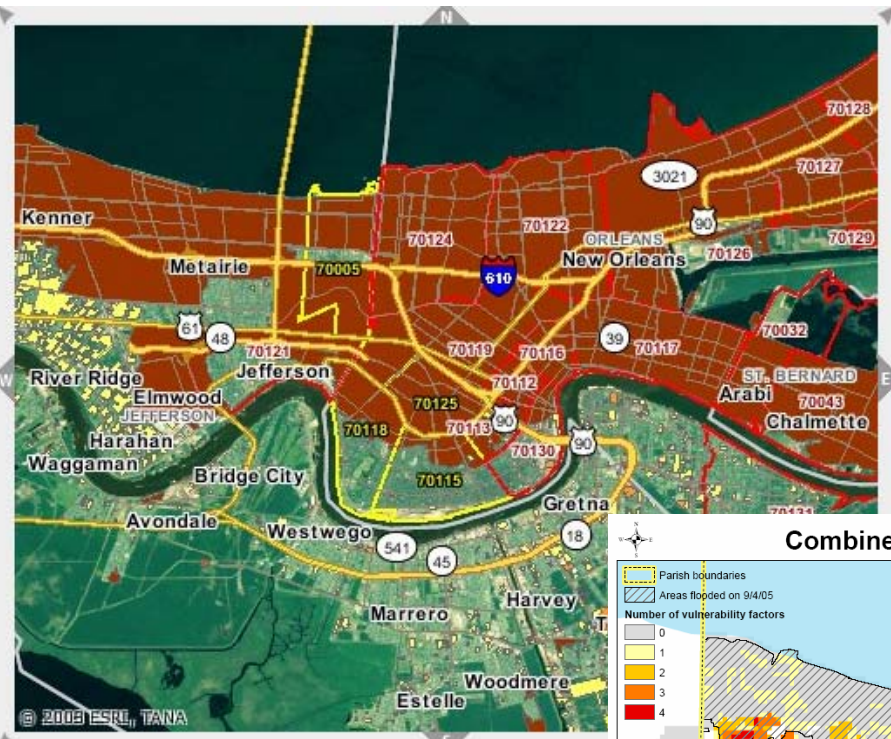 N
70128
3021
70127
Kenner
90
70124
70122
ORLEANS
70129
Metairie
70005
610
New Orleans
70126
61
48
39
70032
70121
70119
70116
70117
W
E
River Ridge
Jefferson
70112
ST. BERNARD
Elmwood
70125
Arabi
70043
JEFFERSON
90
Chalmette
Harahan
70118
70113
90
Waggaman
70130
Bridge City
70115
70131
Gretna
Avondale
Westwego
541
18
45
Harvey
Marrero
T
Woodmere
Estelle
© 2003 ESRI, TANA
N
W
E
S
Combine
Parish boundaries
Areas flooded on 9/4/05
Number of vulnerability factors
0
1
2
3
4